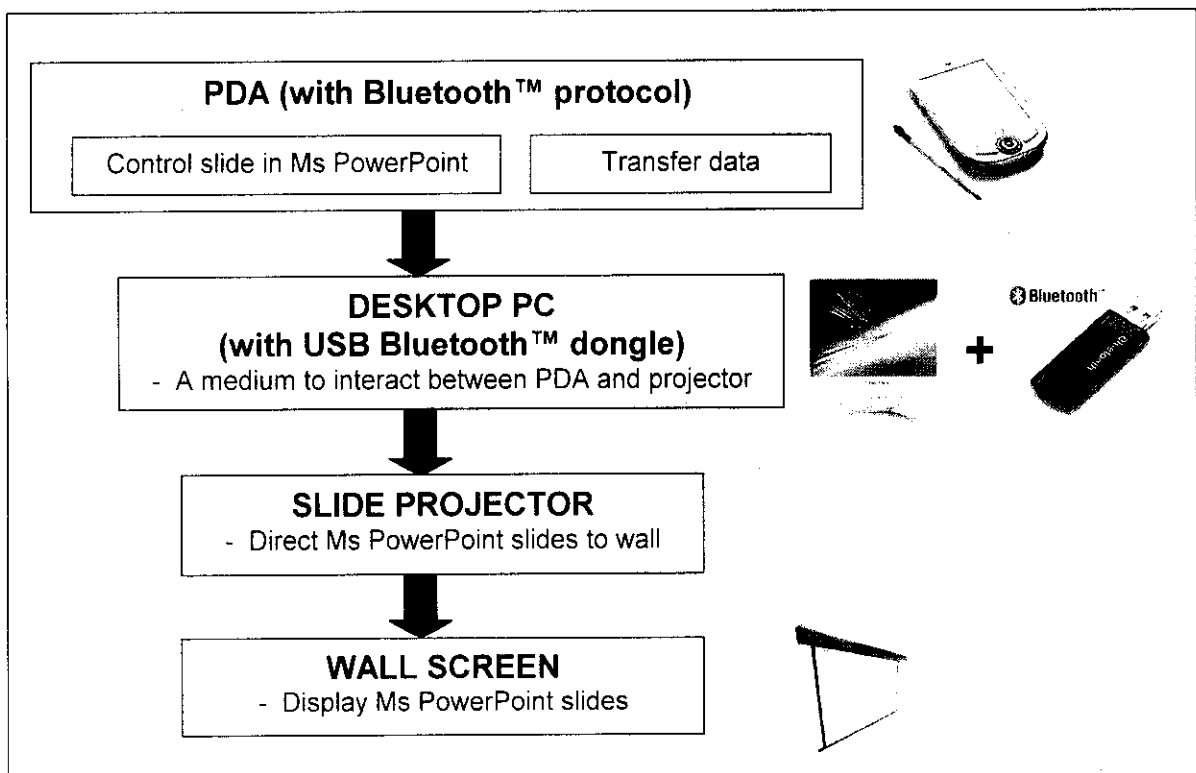 PDA (with Bluetooth™ protocol)
Control slide in Ms PowerPoint
Transfer data
DESKTOP PC
(with USB Bluetooth™ dongle)
- A medium to interact between PDA and projector
Bluetooth™
Bluetooth
SLIDE PROJECTOR
- Direct Ms PowerPoint slides to wall
WALL SCREEN
- Display Ms PowerPoint slides